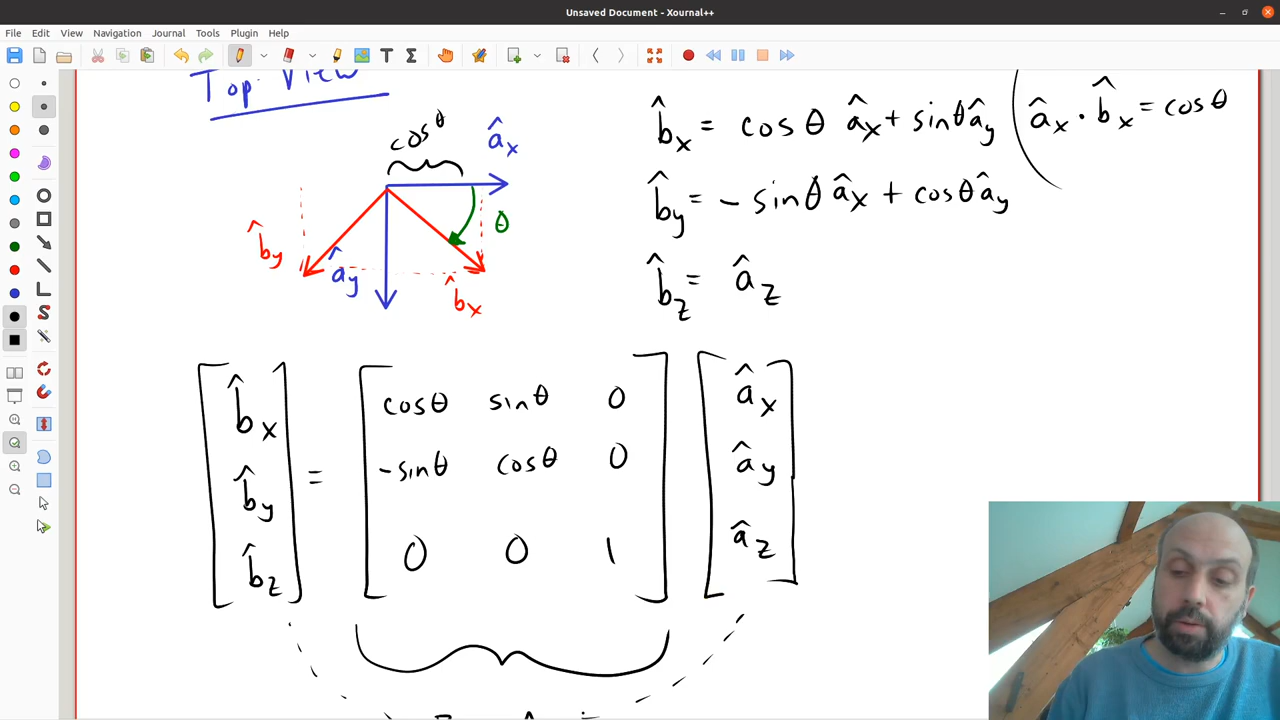 Unsaved Document - Xournal++
File Edit View Navigation Journal Tools Plugin Help
Top View
cos θ
âx
θ
b̂y
ây
b̂x
b̂x = cos θ âx + sinθ ây
âx · b̂x = cos θ
b̂y = - sinθ âx + cosθ ây
b̂z = âz
b̂x cosθ sinθ 0 âx
b̂y = -sinθ cosθ 0 ây
b̂z 0 0 1 âz